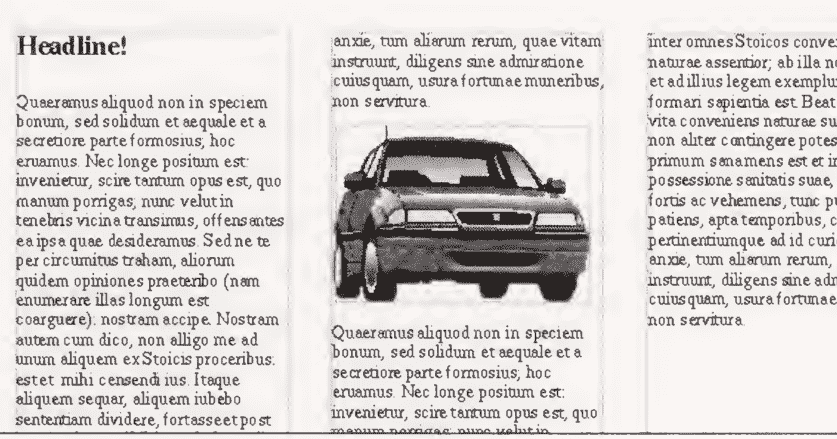 Headline!
Quaeramus aliquod non in speciem
bonum, sed solidum et aequale et a
secretiore parte formosius; hoc
eruamus. Nec longe positum est:
invenietur, scire tantum opus est, quo
manum porrigas; nunc velut in
tenebris vicina transimus, offensantes
ea ipsa quae desideramus. Sed ne te
per circumitus traham, aliorum
quidem opiniones praeteribo (nam
enumerare illas longum est
coarguere): nostram accipe. Nostram
autem cum dico, non alligo me ad
unum aliquem ex Stoicis proceribus:
est et mihi censendi ius. Itaque
aliquem sequar, aliquem iubebo
sententiam dividere, fortasse et post
anxie, tum aliarum rerum, quae vitam
instruunt, diligens sine admiratione
cuiusquam, usura fortunae muneribus,
non servitura.
Quaeramus aliquod non in speciem
bonum, sed solidum et aequale et a
secretiore parte formosius; hoc
eruamus. Nec longe positum est:
invenietur, scire tantum opus est, quo
manum porrigas; nunc velut in
inter omnes Stoicos conve
naturae assentior; ab illa no
et ad illius legem exemplu
formari sapientia est. Beat
vita conveniens naturae su
non aliter contingere potes
primum sana mens est et in
possessione sanitatis suae,
fortis ac vehemens, tunc pu
patiens, apta temporibus, c
pertinentiumque ad id curi
anxie, tum aliarum rerum,
instruunt, diligens sine adm
cuiusquam, usura fortunae
non servitura.